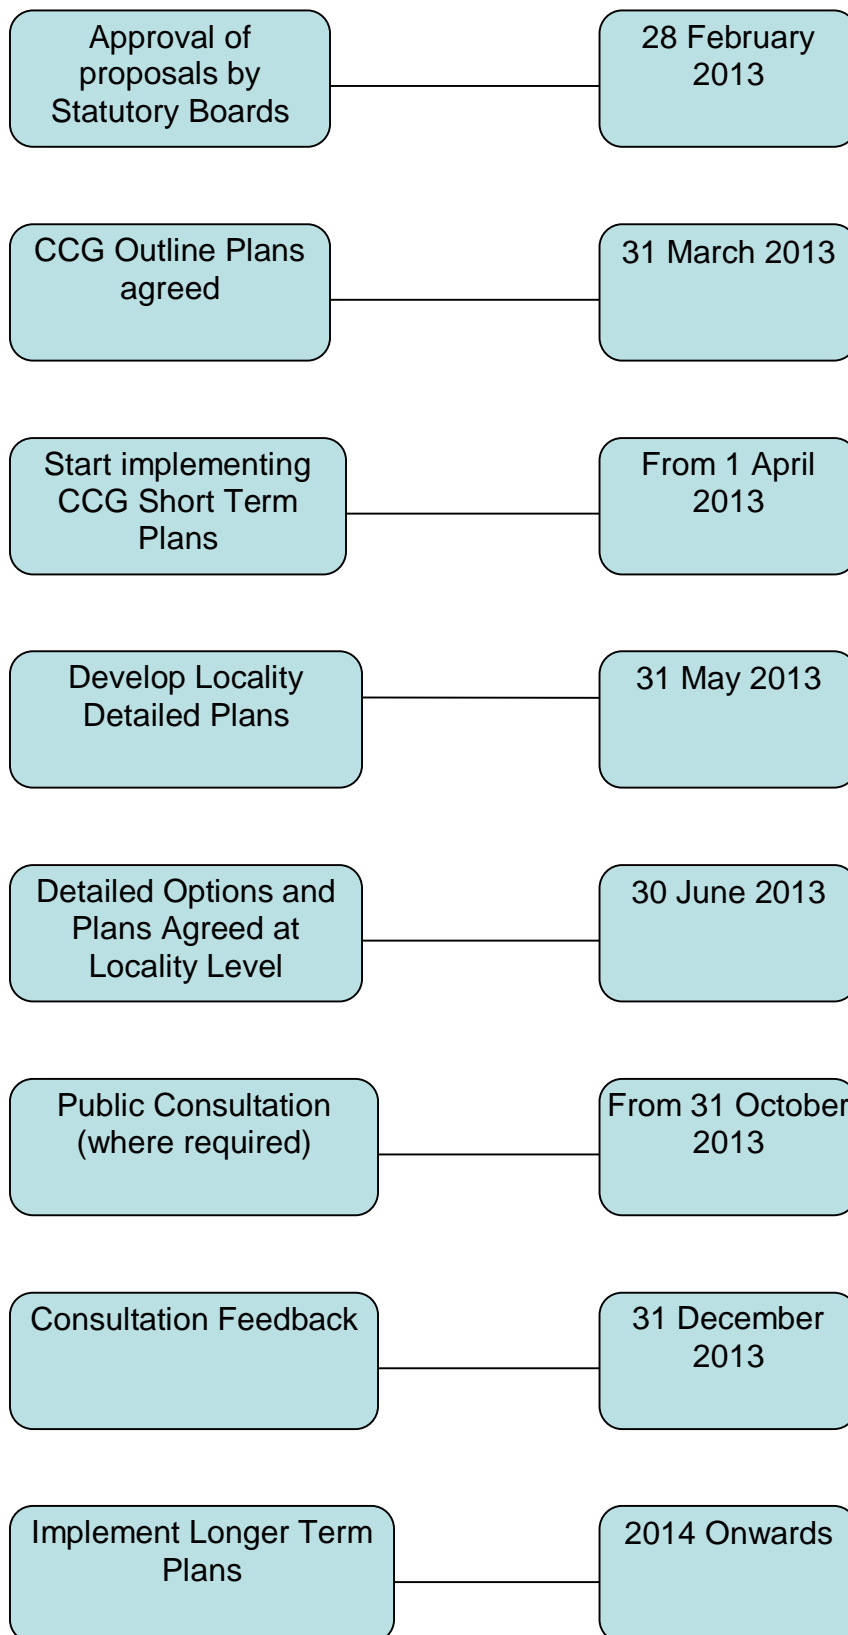 Approval of
proposals by
Statutory Boards
28 February
2013
CCG Outline Plans
agreed
31 March 2013
Start implementing
CCG Short Term
Plans
From 1 April
2013
Develop Locality
Detailed Plans
31 May 2013
Detailed Options and
Plans Agreed at
Locality Level
30 June 2013
Public Consultation
(where required)
From 31 October
2013
Consultation Feedback
31 December
2013
Implement Longer Term
Plans
2014 Onwards